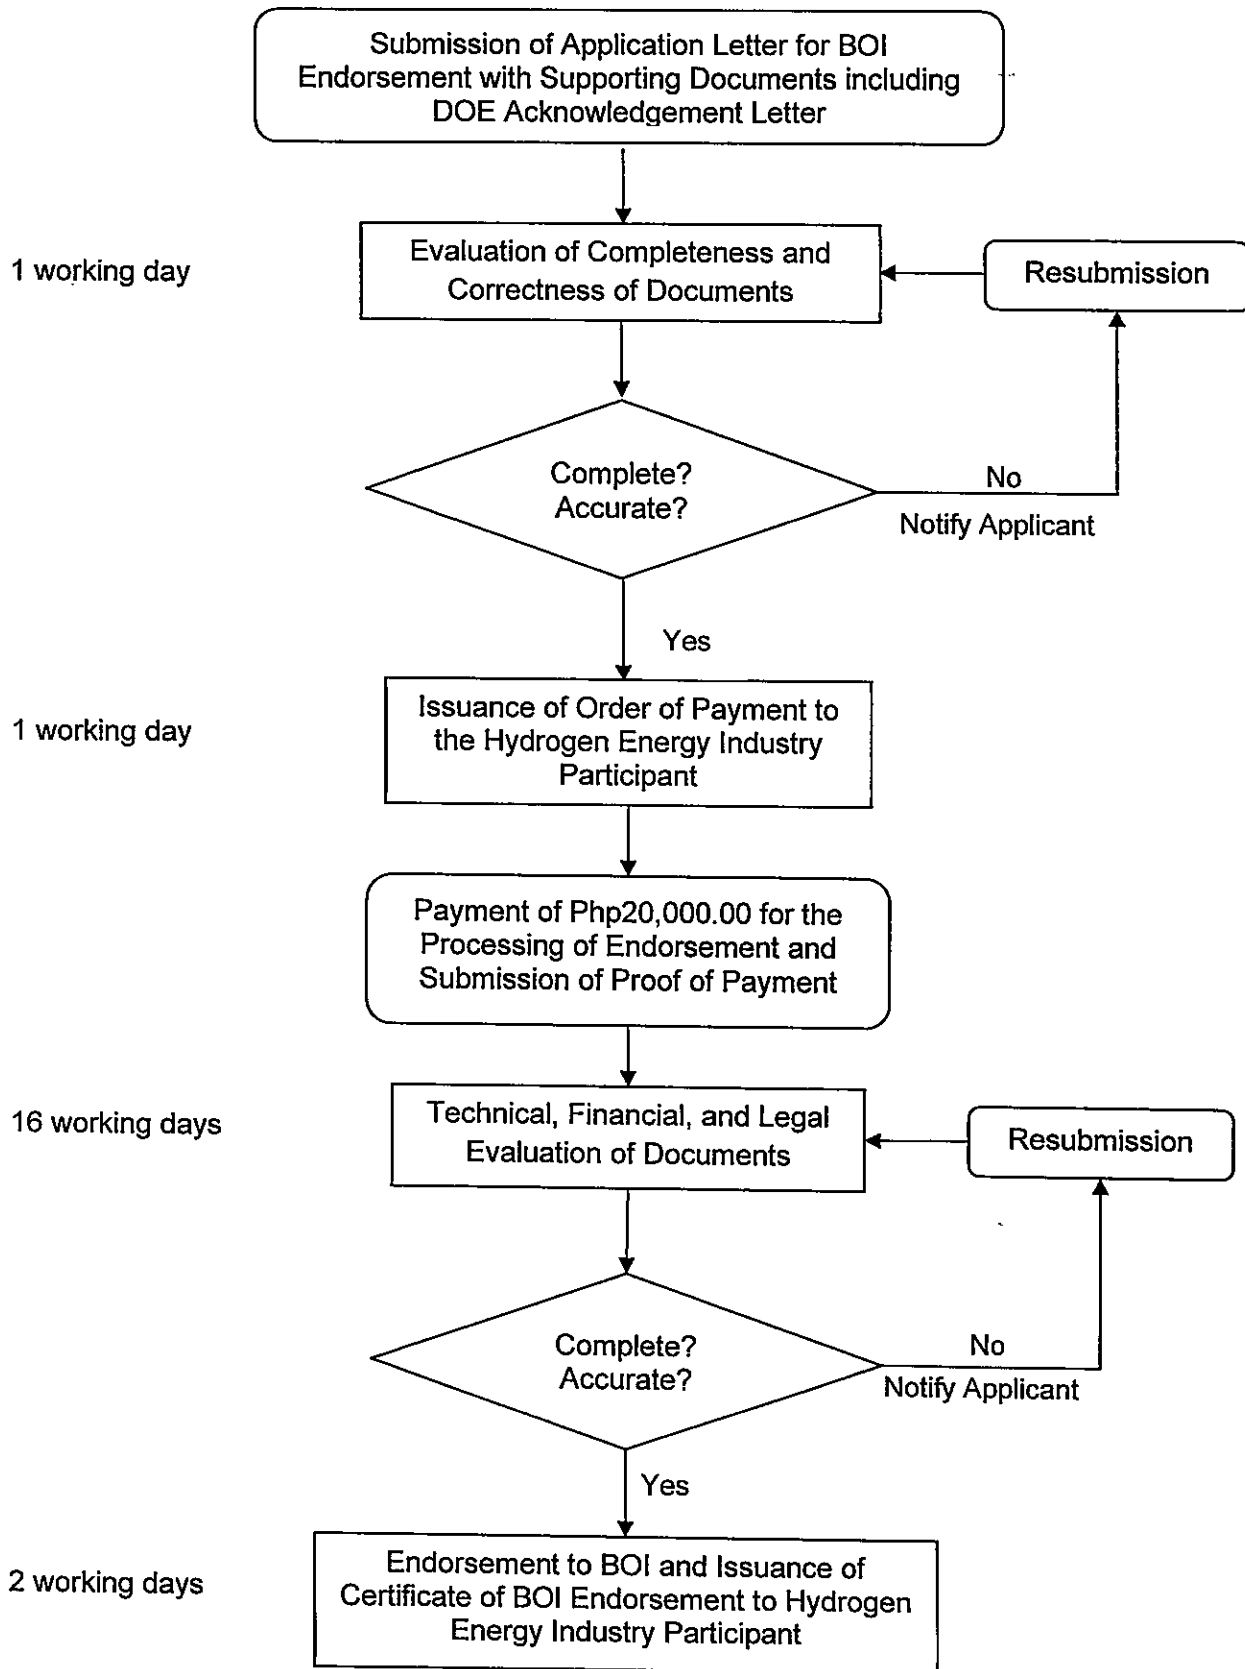 Submission of Application Letter for BOI
Endorsement with Supporting Documents including
DOE Acknowledgement Letter
1 working day
Evaluation of Completeness and
Correctness of Documents
Resubmission
Complete?
Accurate?
No
Notify Applicant
Yes
1 working day
Issuance of Order of Payment to
the Hydrogen Energy Industry
Participant
Payment of Php20,000.00 for the
Processing of Endorsement and
Submission of Proof of Payment
16 working days
Technical, Financial, and Legal
Evaluation of Documents
Resubmission
Complete?
Accurate?
No
Notify Applicant
Yes
2 working days
Endorsement to BOI and Issuance of
Certificate of BOI Endorsement to Hydrogen
Energy Industry Participant